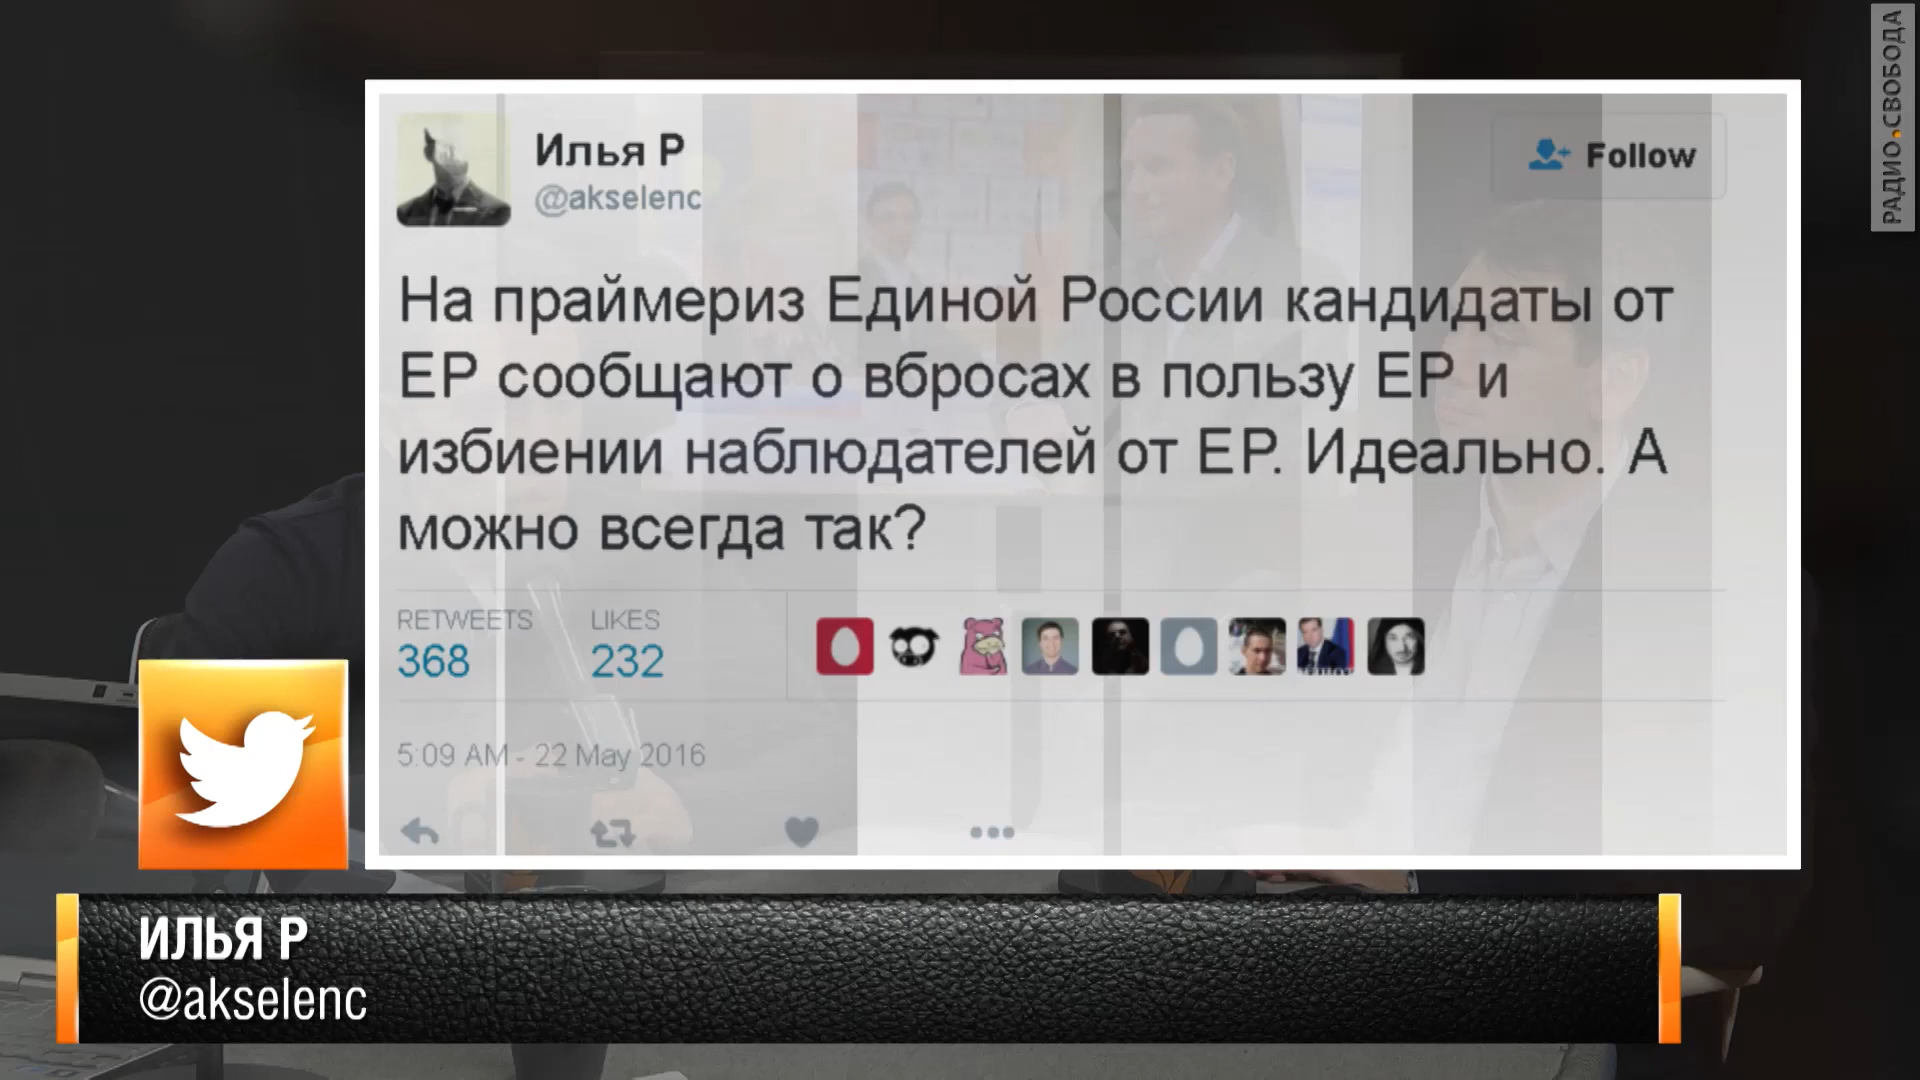 РАДИО.СВОБОДА
Илья Р
@akselenc
Follow
На праймериз Единой России кандидаты от
ЕР сообщают о вбросах в пользу ЕР и
избиении наблюдателей от ЕР. Идеально. А
можно всегда так?
RETWEETS
368
LIKES
232
5:09 AM - 22 May 2016
ИЛЬЯ Р
@akselenc